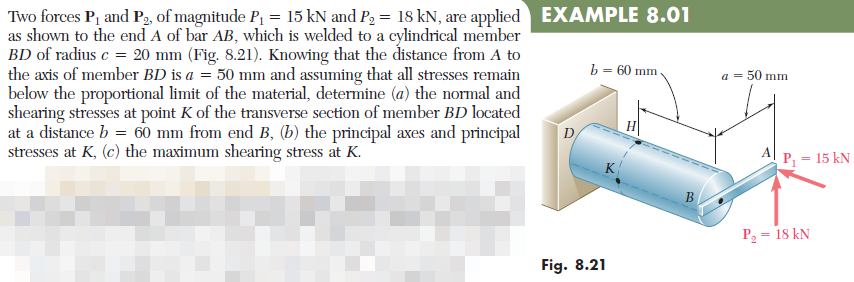 Two forces P₁ and P₂, of magnitude P₁ = 15 kN and P₂ = 18 kN, are applied
as shown to the end A of bar AB, which is welded to a cylindrical member
BD of radius c = 20 mm (Fig. 8.21). Knowing that the distance from A to
the axis of member BD is a = 50 mm and assuming that all stresses remain
below the proportional limit of the material, determine (a) the normal and
shearing stresses at point K of the transverse section of member BD located
at a distance b = 60 mm from end B, (b) the principal axes and principal
stresses at K, (c) the maximum shearing stress at K.
EXAMPLE 8.01
b = 60 mm
a = 50 mm
D
H
K
A
P₁ = 15 kN
B
P₂ = 18 kN
Fig. 8.21